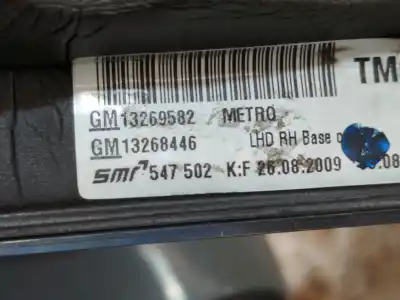 TM
GM 13269582 METRO
GM 13268446 LHD RH Base
smr 547 502 K:F 26.08.2009